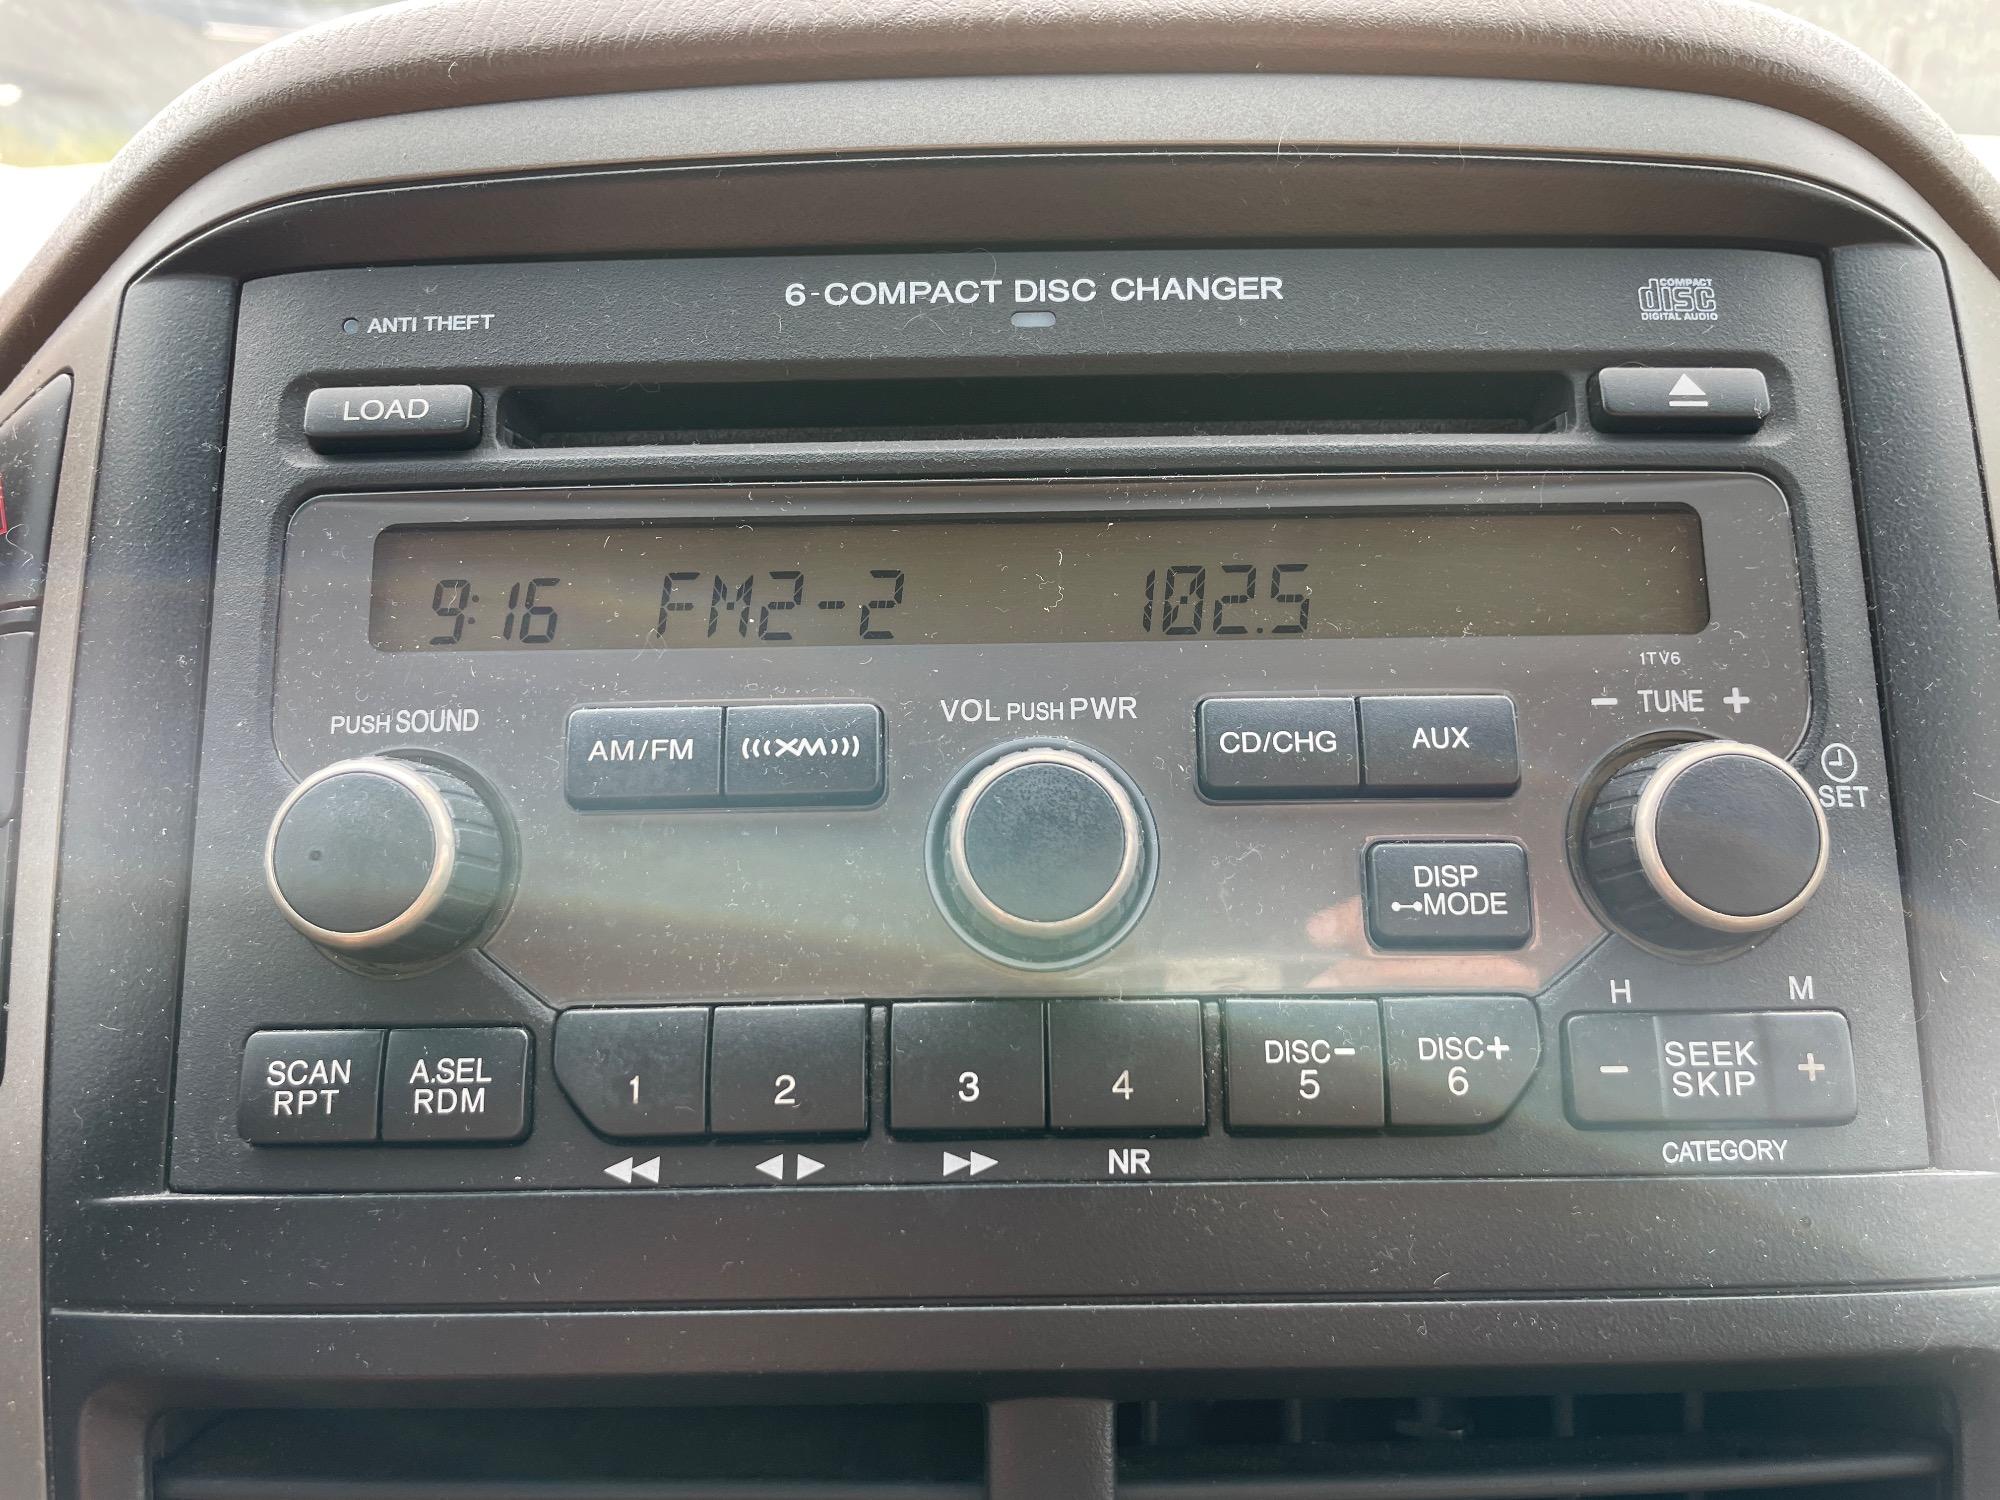 6-COMPACT DISC CHANGER
ANTI THEFT
COMPACT
disc
DIGITAL AUDIO
LOAD
9:16 FM2-2 102.5
1TV6
PUSH SOUND
VOL PUSH PWR
- TUNE +
AM/FM
(((XM)))
CD/CHG
AUX
SET
DISP
MODE
H
M
SCAN
RPT
A.SEL
RDM
1
2
3
4
DISC-
5
DISC+
6
-
SEEK
SKIP
+
NR
CATEGORY